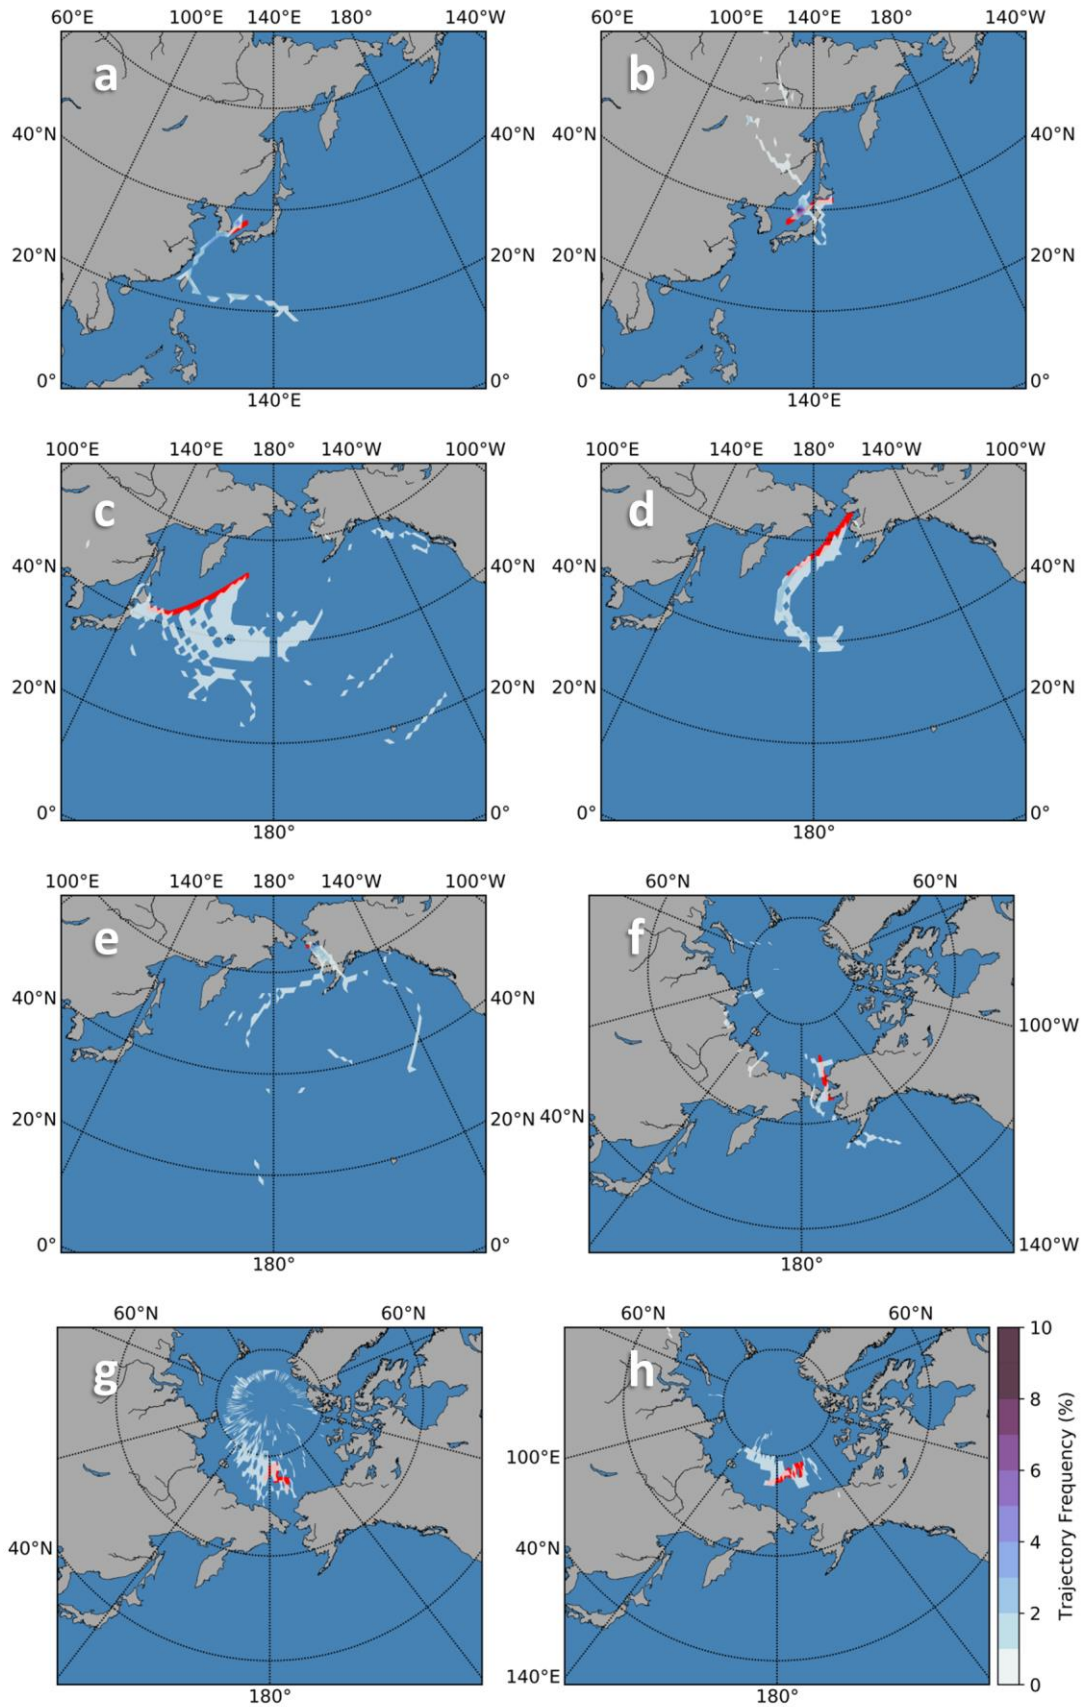 60°E 100°E 140°E 180° 140°W 60°E 100°E 140°E 180° 140°W
a b
40°N 40°N 40°N 40°N
20°N 20°N 20°N 20°N
0° 0° 0° 0°
140°E 140°E
100°E 140°E 180° 140°W 100°W 100°E 140°E 180° 140°W 100°W
c d
40°N 40°N 40°N 40°N
20°N 20°N 20°N 20°N
0° 0° 0° 0°
180° 180°
100°E 140°E 180° 140°W 100°W 60°N 60°N
e f
40°N 40°N 100°W
20°N 20°N 40°N
0° 0° 140°W
180° 180°
60°N 60°N 60°N 60°N
g h
100°E
40°N 40°N
140°E
180° 180°
10
8
6
4
2
0
Trajectory Frequency (%)